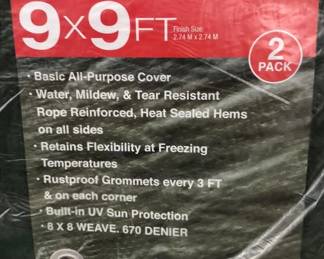 9x9FT
Finish Size:
2.74 M x 2.74 M
2
PACK
· Basic All-Purpose Cover
· Water, Mildew, & Tear Resistant
Rope Reinforced, Heat Sealed Hems
on all sides
· Retains Flexibility at Freezing
Temperatures
· Rustproof Grommets every 3 FT
& on each corner
· Built-in UV Sun Protection
· 8 X 8 WEAVE. 670 DENIER